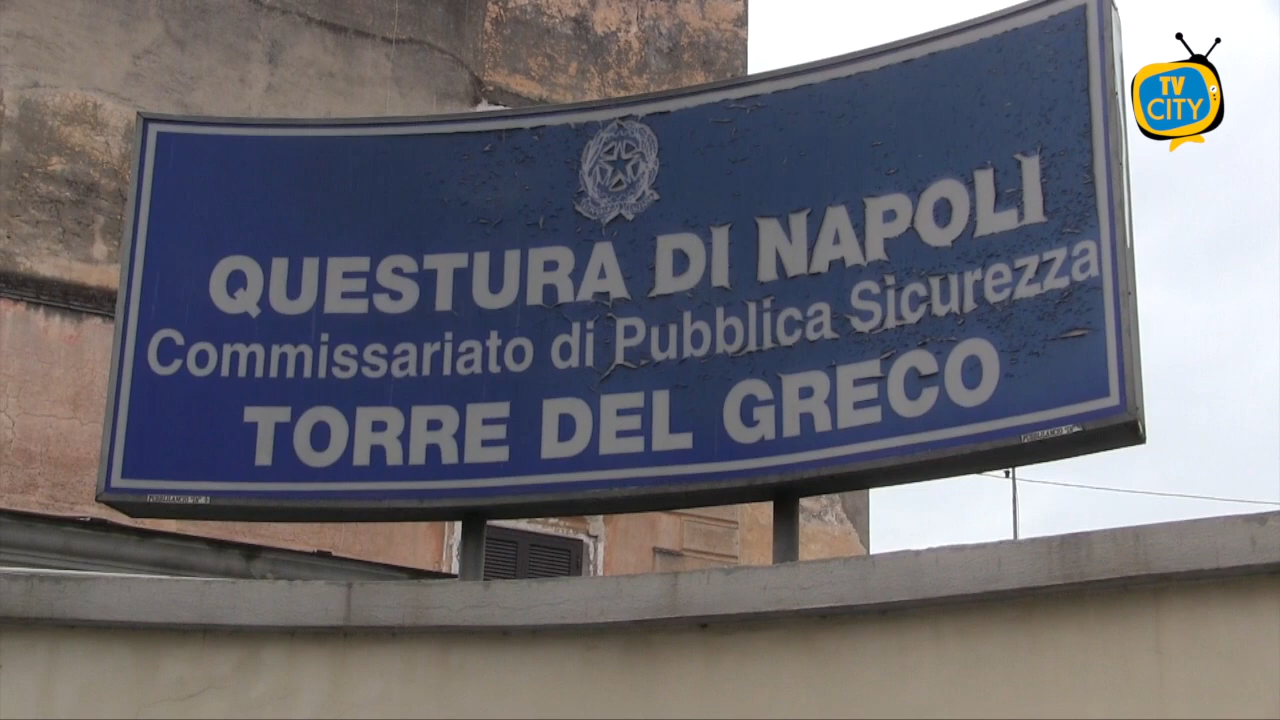 TV
CITY
QUESTURA DI NAPOLI
Commissariato di Pubblica Sicurezza
TORRE DEL GRECO